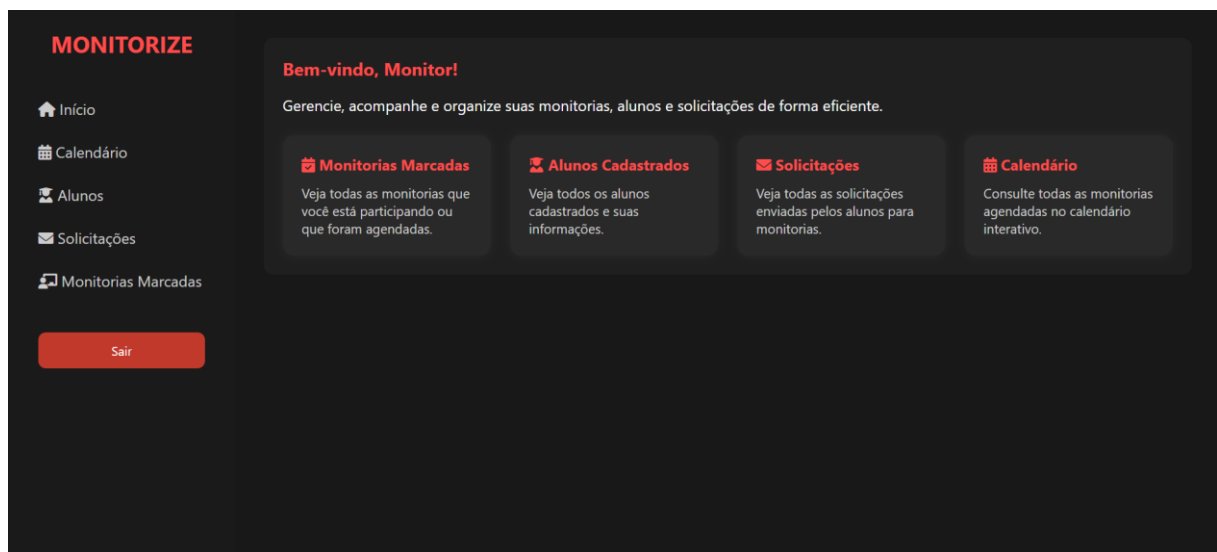 MONITORIZE
Início
Calendário
Alunos
Solicitações
Monitorias Marcadas
Sair
Bem-vindo, Monitor!
Gerencie, acompanhe e organize suas monitorias, alunos e solicitações de forma eficiente.
Monitorias Marcadas
Veja todas as monitorias que
você está participando ou
que foram agendadas.
Alunos Cadastrados
Veja todos os alunos
cadastrados e suas
informações.
Solicitações
Veja todas as solicitações
enviadas pelos alunos para
monitorias.
Calendário
Consulte todas as monitorias
agendadas no calendário
interativo.